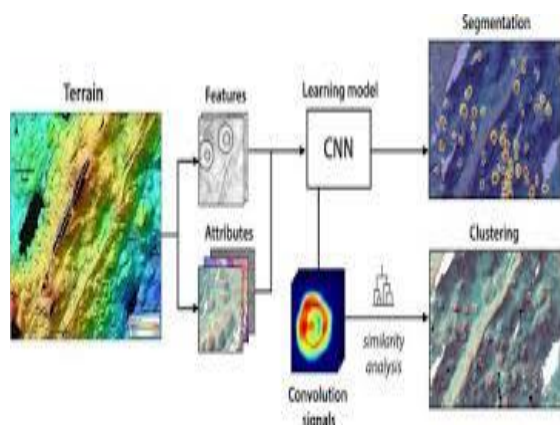 Terrain
Features
Attributes
Learning model
CNN
Convolution
signals
similarity
analysis
Segmentation
Clustering